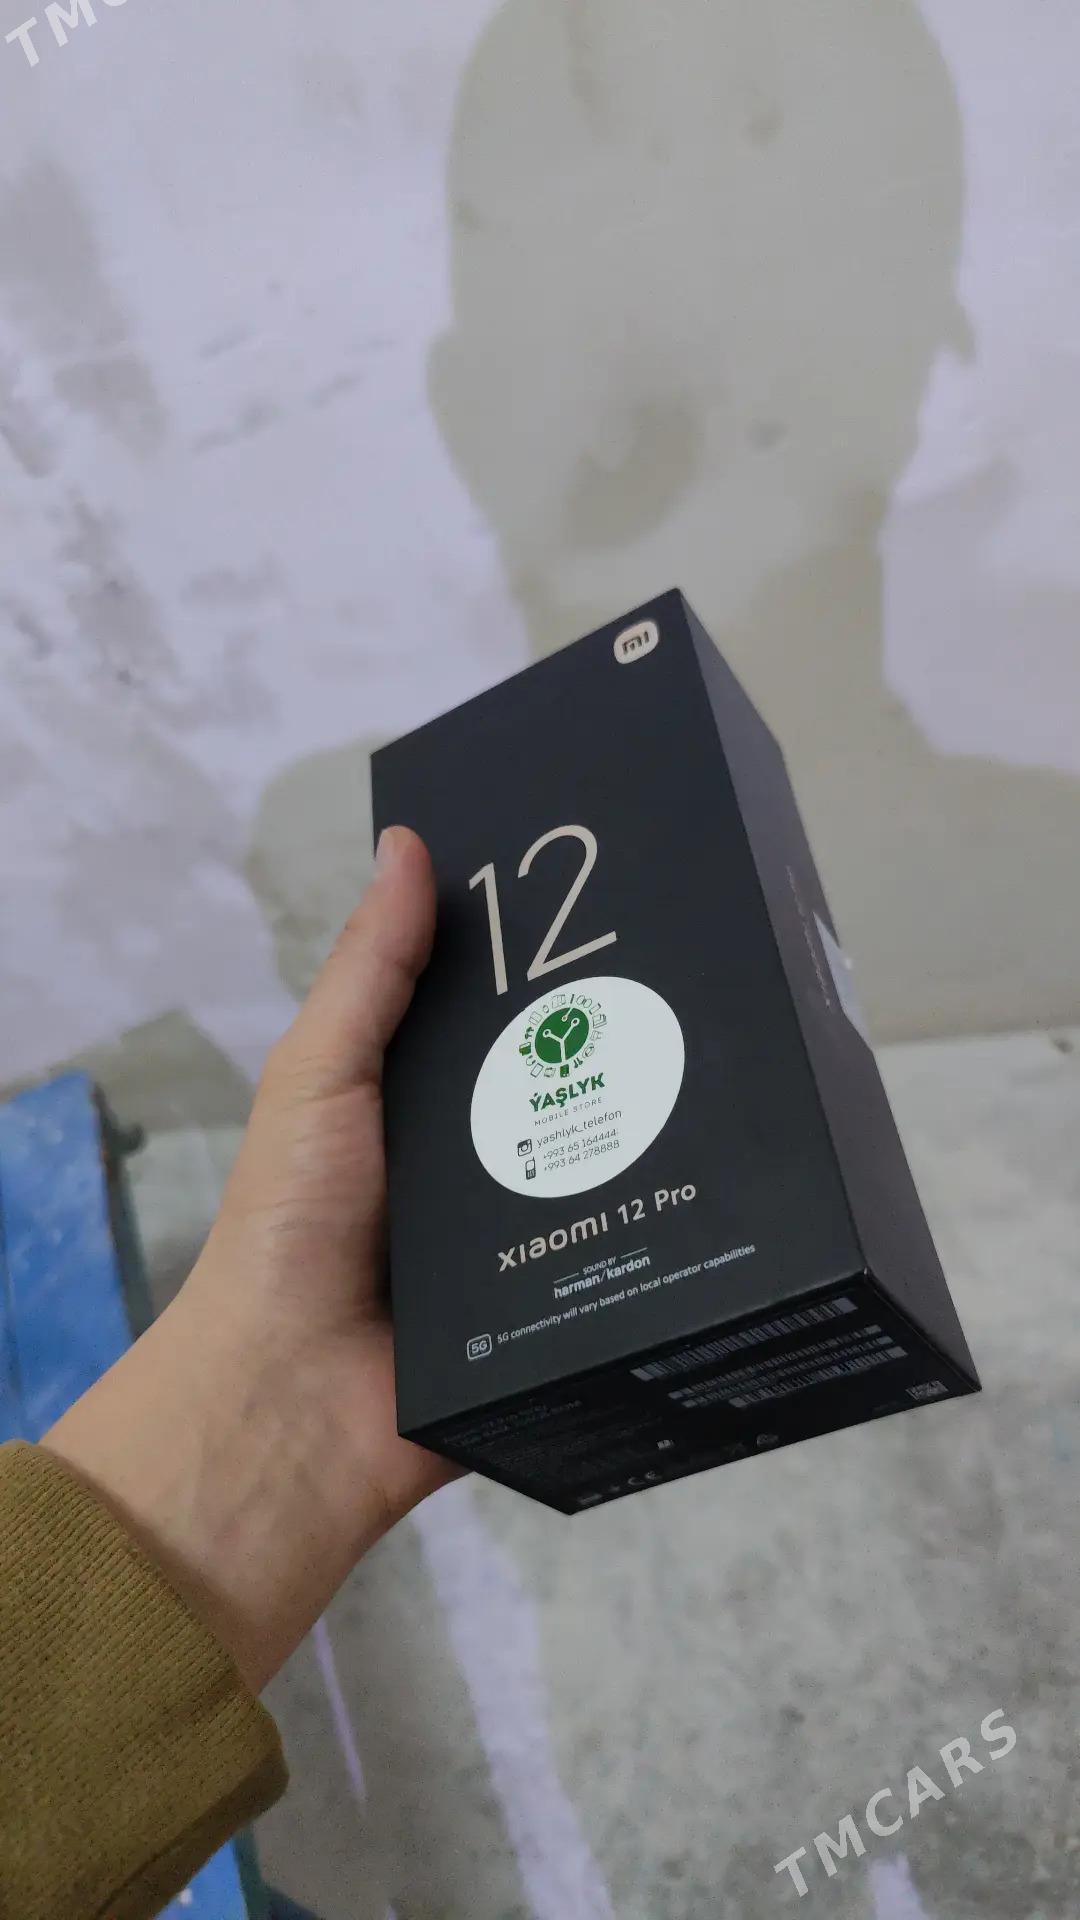 TMC
mi
12
ÝAŞLYK
MOBILE STORE
yashlyk_telefon
+993 65 164444
+993 64 278888
xiaomi 12 Pro
SOUND BY
harman/kardon
5G 5G connectivity will vary based on local operator capabilities
CE
TMCARS